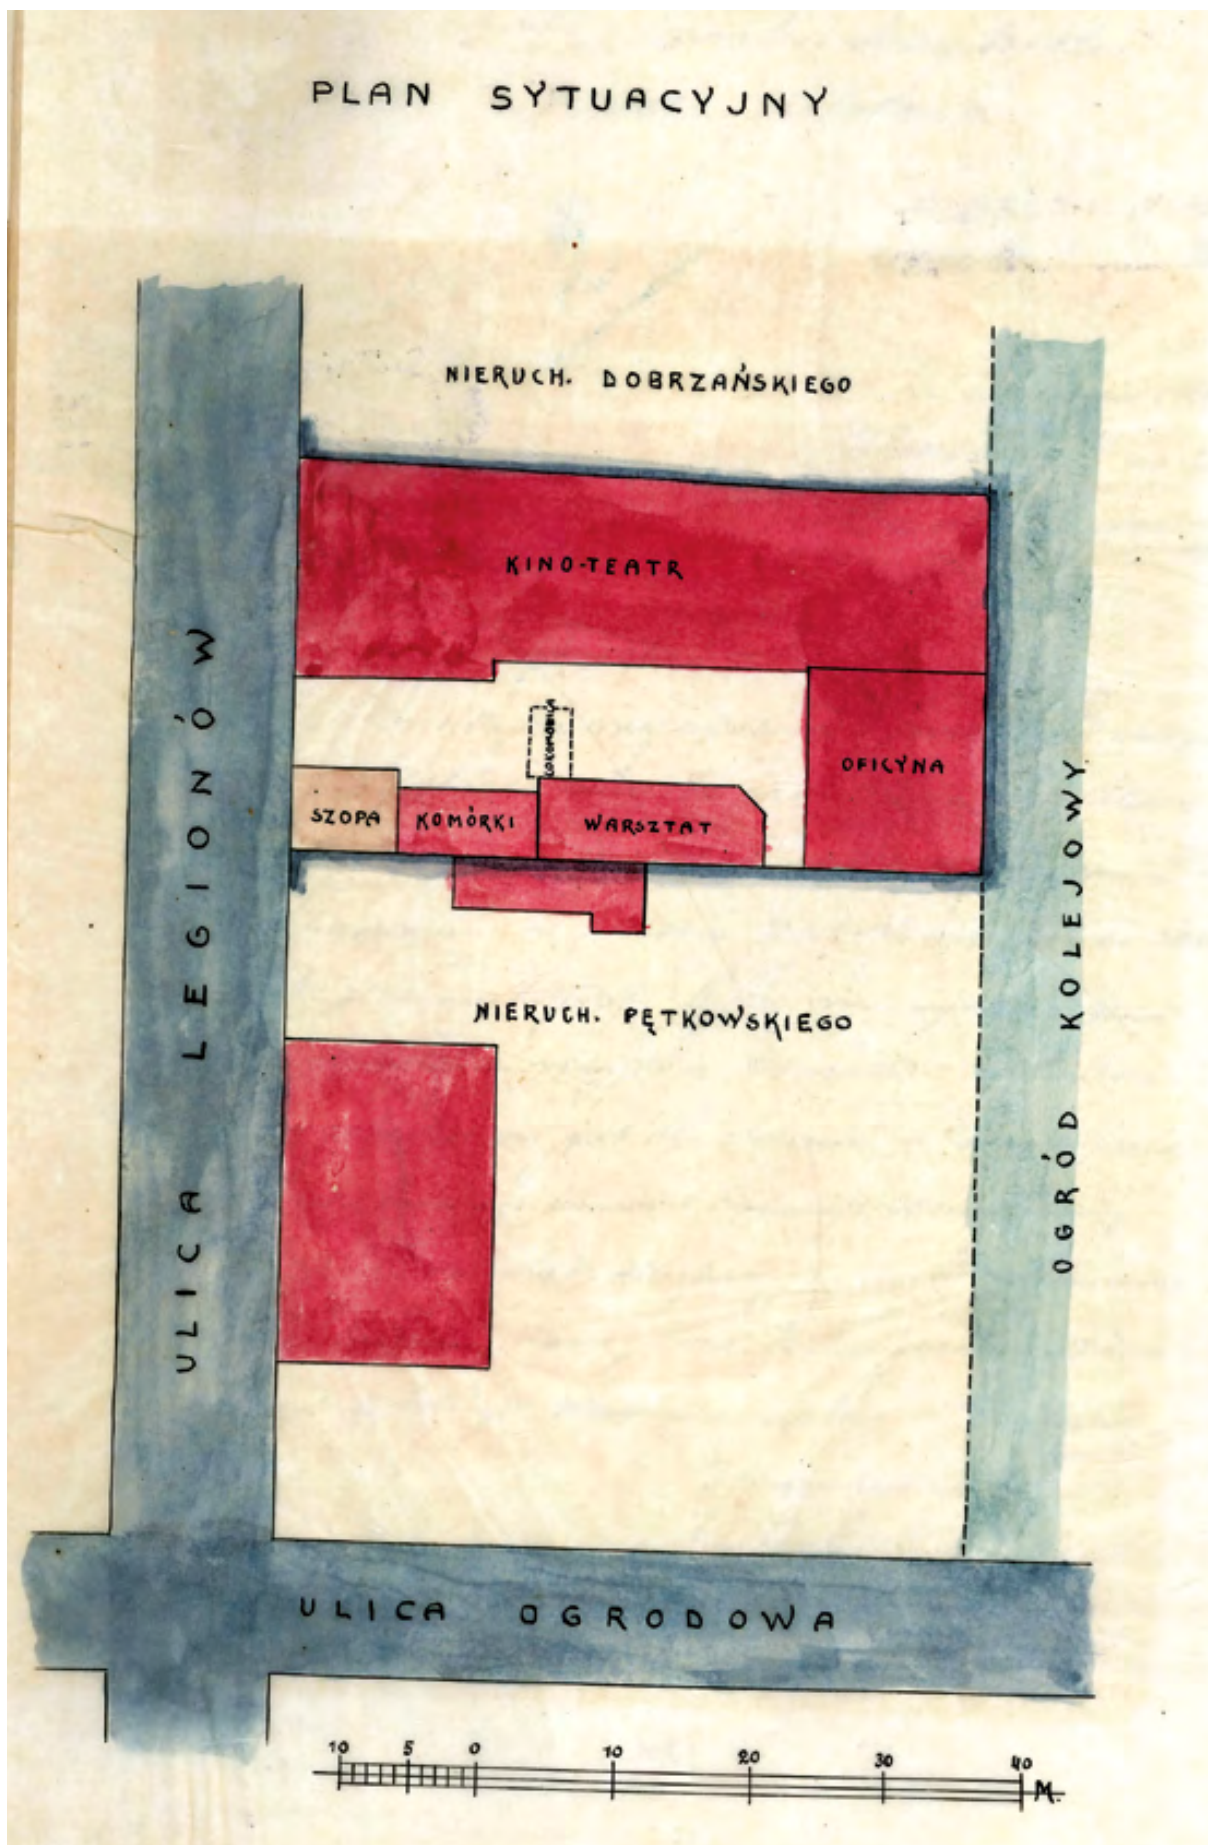 PLAN SYTUACYJNY
NIERUCH. DOBRZAŃSKIEGO
KINO-TEATR
LOKOMOBILA
OFICYNA
SZOPA
KOMÓRKI
WARSZTAT
NIERUCH. PĘTKOWSKIEGO
ULICA LEGIONÓW
OGRÓD KOLEJOWY
ULICA OGRODOWA
10 5 0 10 20 30 40
M.